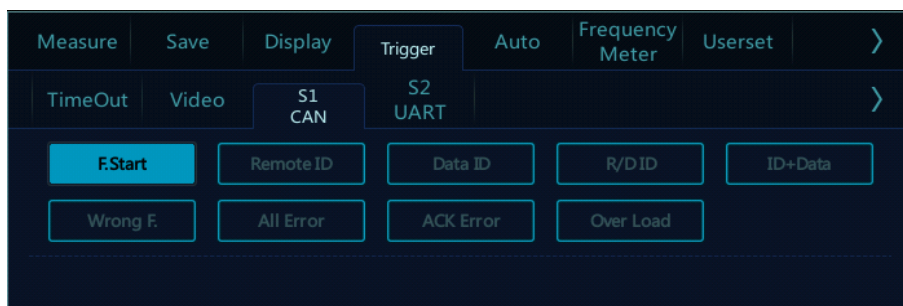 Measure Save Display Trigger Auto Frequency Meter Userset >
TimeOut Video S1 CAN S2 UART >
F.Start Remote ID Data ID R/D ID ID+Data
Wrong F. All Error ACK Error Over Load